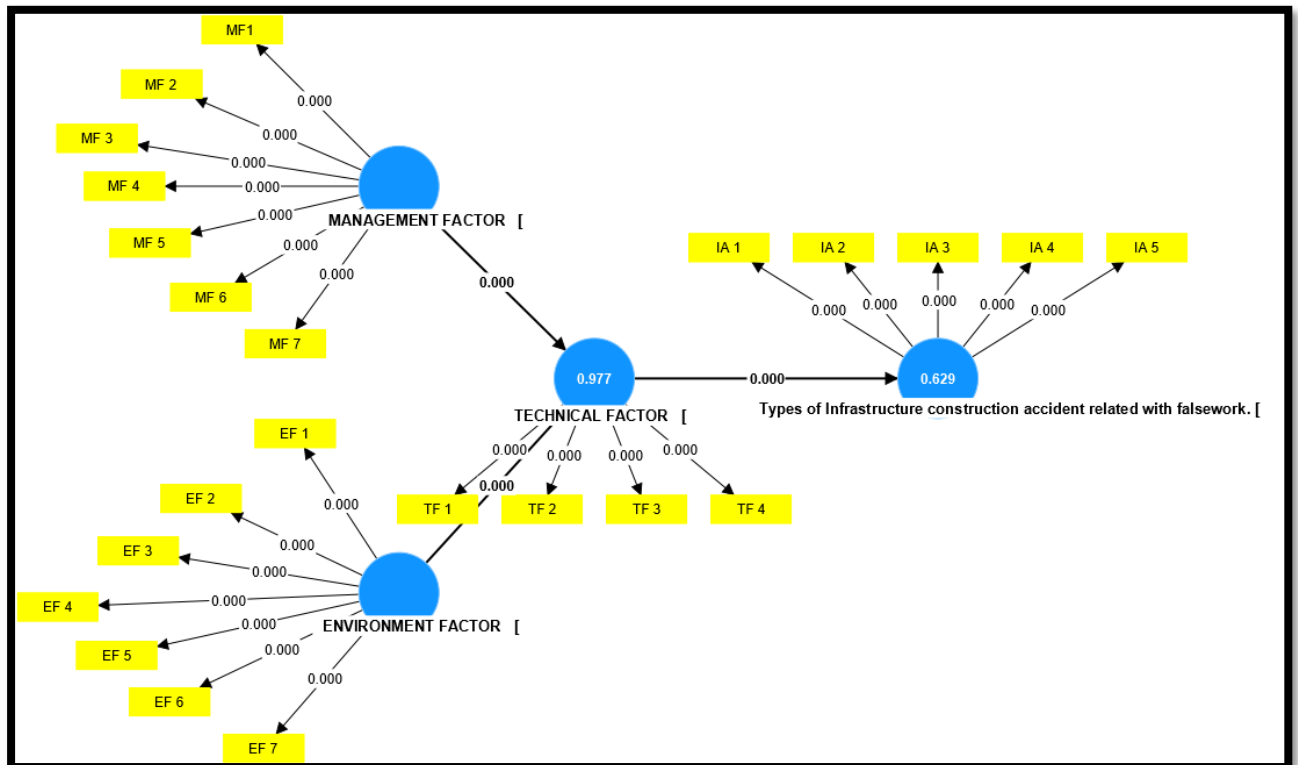 MF1
0.000
MF 2
0.000
MF 3
0.000
MF 4
0.000
MF 5
0.000
MF 6
0.000
MF 7
0.000
MANAGEMENT FACTOR [
0.000
IA 1
IA 2
IA 3
IA 4
IA 5
0.000
0.000
0.000
0.000
0.000
0.977
0.000
0.629
TECHNICAL FACTOR [
Types of Infrastructure construction accident related with falsework. [
0.000
0.000
0.000
0.000
0.000
TF 1
TF 2
TF 3
TF 4
EF 1
0.000
EF 2
0.000
EF 3
0.000
EF 4
0.000
EF 5
0.000
EF 6
0.000
EF 7
0.000
ENVIRONMENT FACTOR [